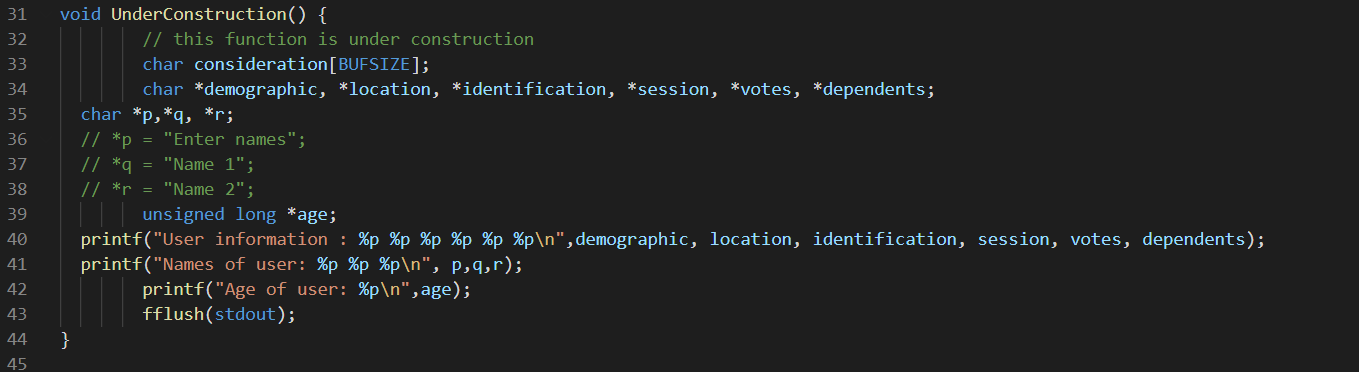 31 void UnderConstruction() {
32 // this function is under construction
33 char consideration[BUFSIZE];
34 char *demographic, *location, *identification, *session, *votes, *dependents;
35 char *p,*q, *r;
36 // *p = "Enter names";
37 // *q = "Name 1";
38 // *r = "Name 2";
39 unsigned long *age;
40 printf("User information : %p %p %p %p %p %p\n",demographic, location, identification, session, votes, dependents);
41 printf("Names of user: %p %p %p\n", p,q,r);
42 printf("Age of user: %p\n",age);
43 fflush(stdout);
44 }
45